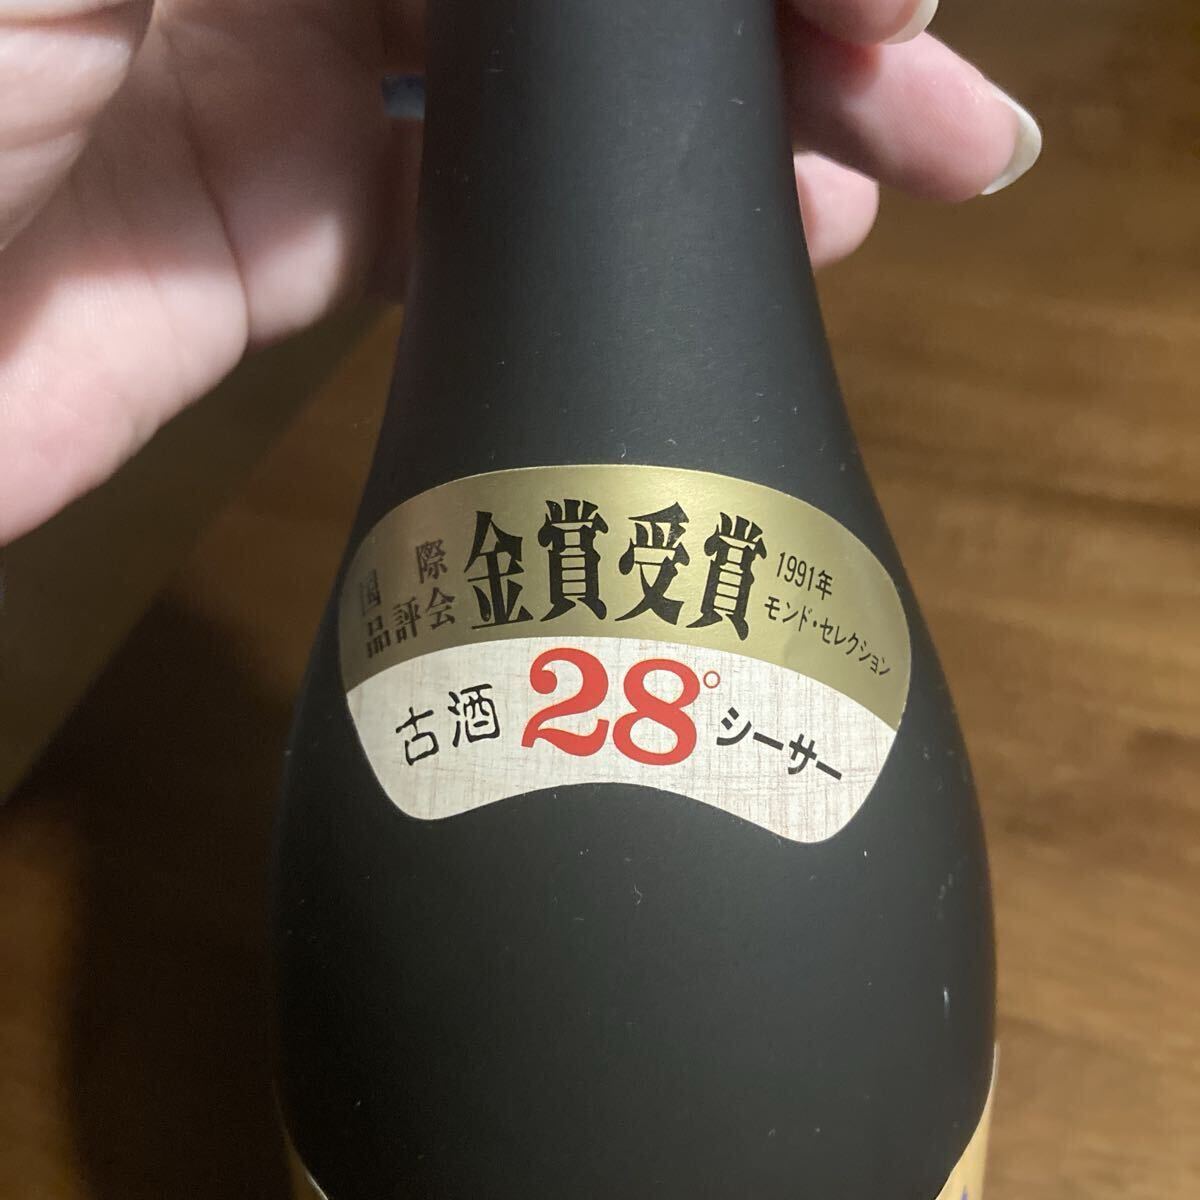 国際
品評会
金賞受賞
1991年
モンド・セレクション
古酒 28° シーサー